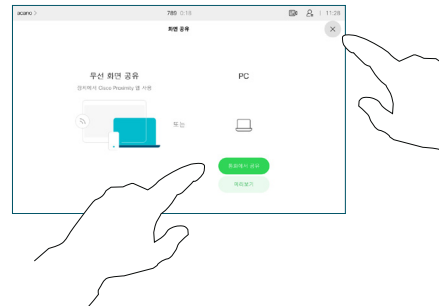 789 0:19
11:28
화면 공유
무선 화면 공유
PC
장치에서 Cisco Proximity 앱 사용
또는
통화에서 공유
미리보기